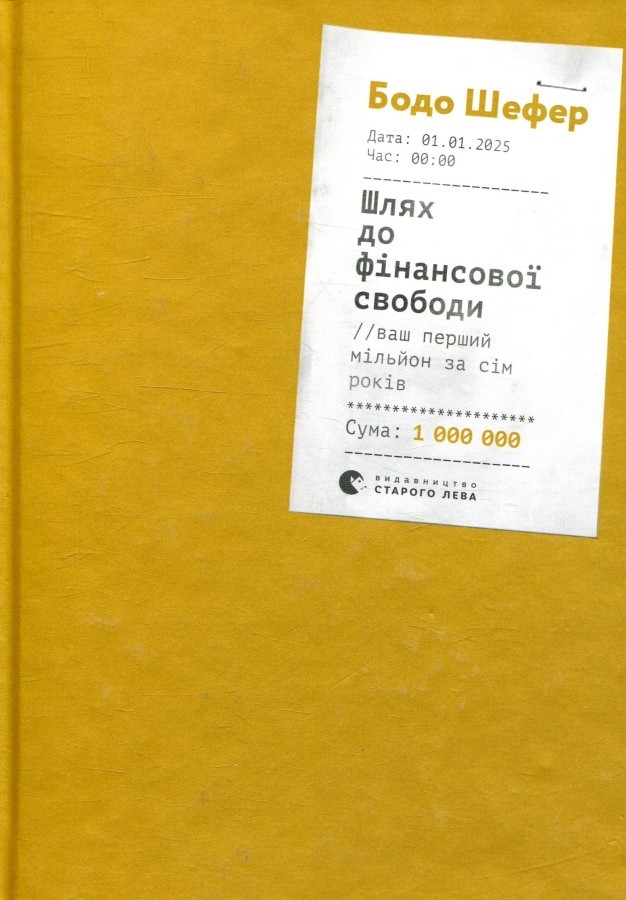 Бодо Шефер
Дата: 01.01.2025
Час: 00:00
-------------------
Шлях
до
фінансової
свободи
//ваш перший
мільйон за сім
років
*********************
Сума: 1 000 000
-------------------
видавництво
СТАРОГО ЛЕВА